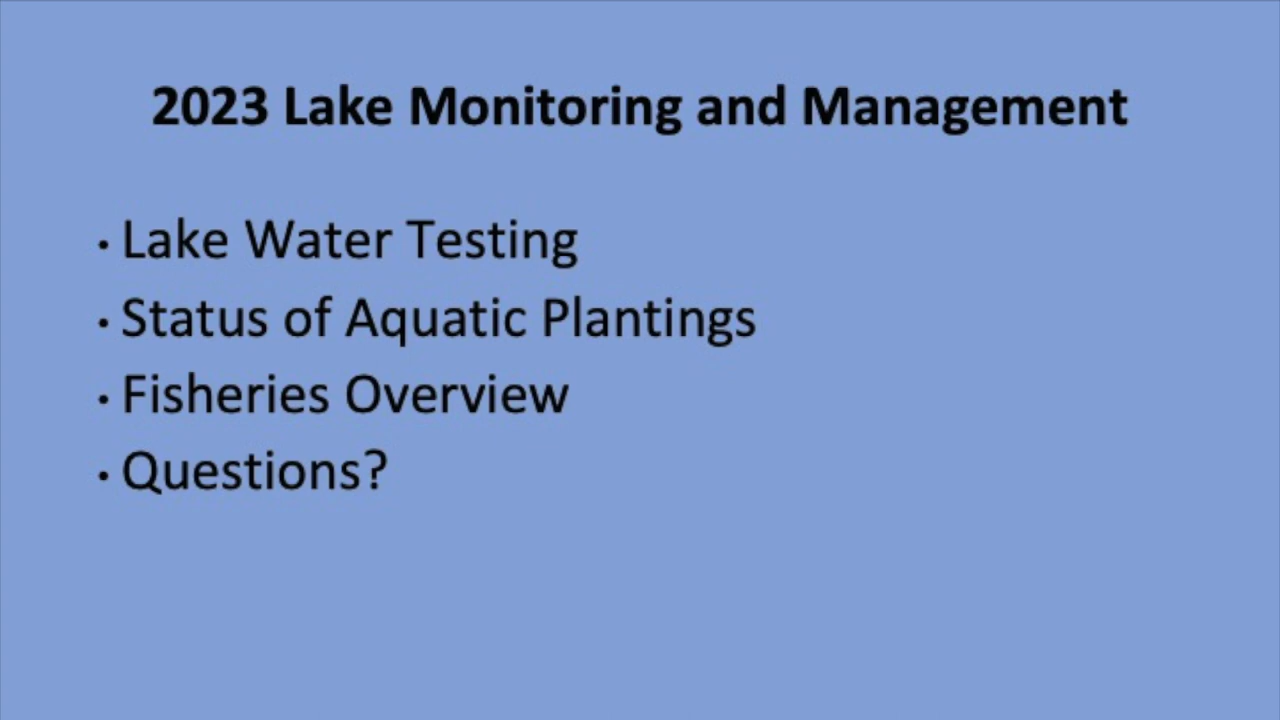 2023 Lake Monitoring and Management
• Lake Water Testing
• Status of Aquatic Plantings
• Fisheries Overview
• Questions?